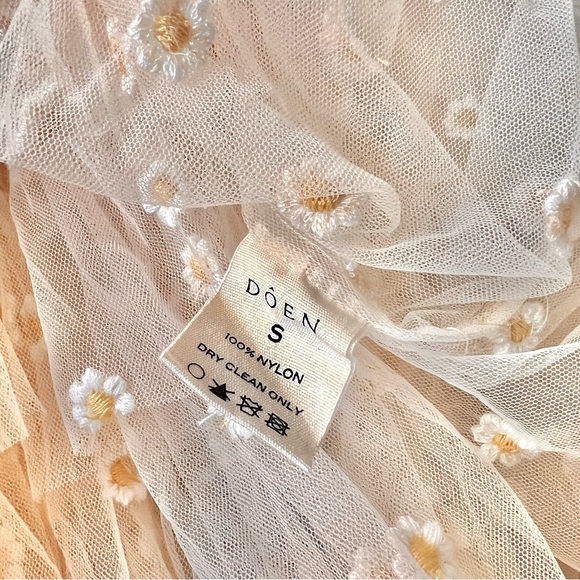 DÔEN
S
100% NYLON
DRY CLEAN ONLY